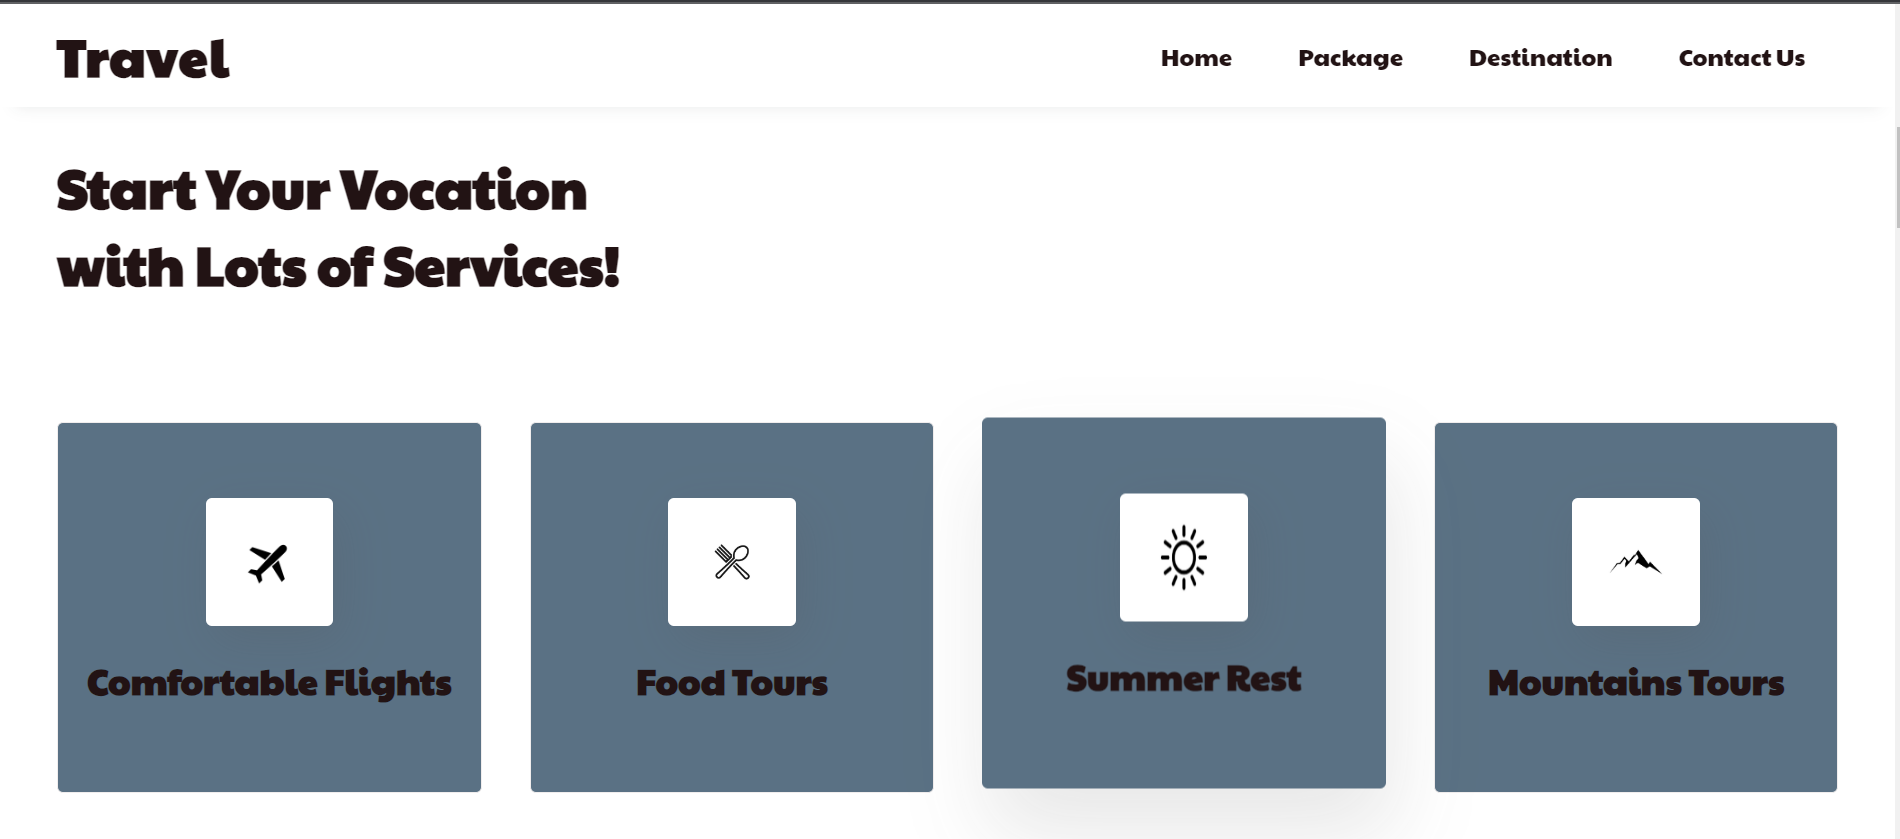 Travel
Home Package Destination Contact Us
Start Your Vocation
with Lots of Services!
Comfortable Flights
Food Tours
Summer Rest
Mountains Tours